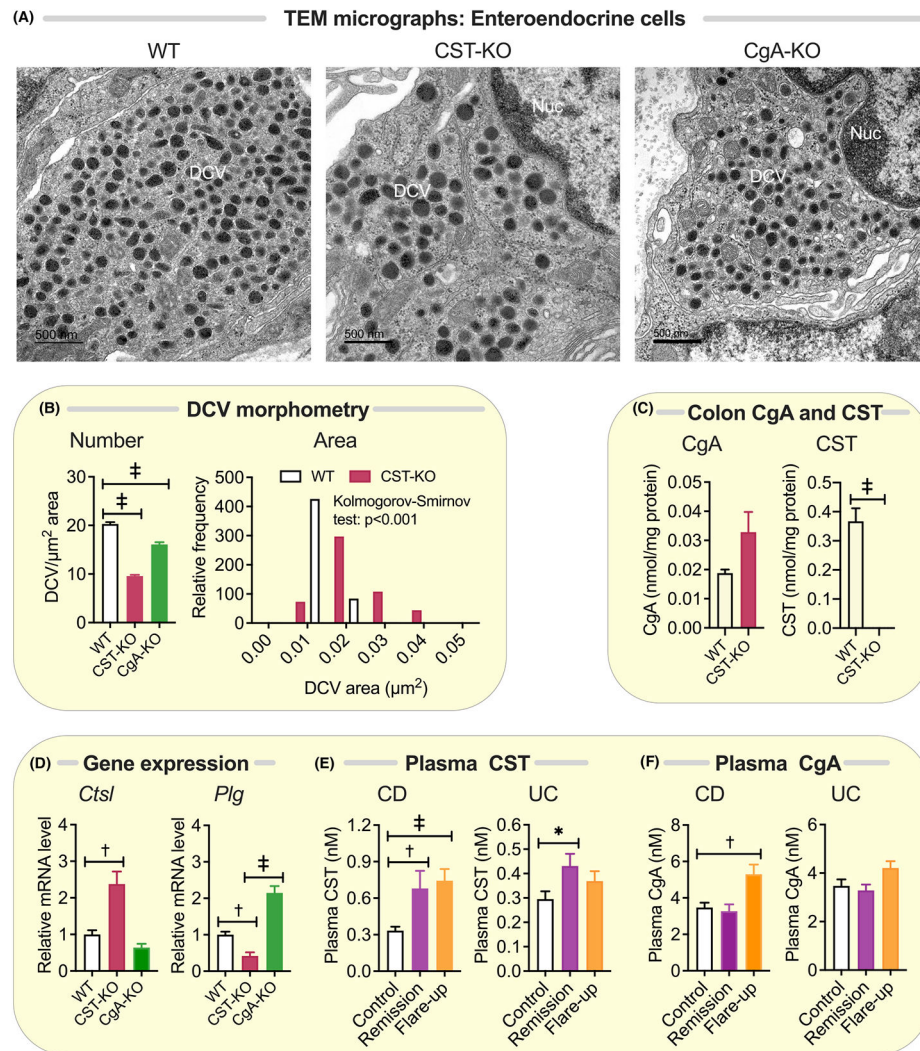 (A) TEM micrographs: Enteroendocrine cells
WT CST-KO CgA-KO
DCV
500 nm
Nuc
DCV
500 nm
Nuc
DCV
500 nm
(B) DCV morphometry
Number
DCV/µm² area
30
20
10
0
‡
‡
WT
CST-KO
CgA-KO
Area
WT CST-KO
Kolmogorov-Smirnov
test: p<0.001
Relative frequency
500
400
300
200
100
0
0.00 0.01 0.02 0.03 0.04 0.05
DCV area (µm²)
(C) Colon CgA and CST
CgA
CgA (nmol/mg protein)
0.05
0.04
0.03
0.02
0.01
0.00
WT
CST-KO
CST
CST (nmol/mg protein)
0.5
0.4
0.3
0.2
0.1
0.0
‡
WT
CST-KO
(D) Gene expression
Ctsl
Relative mRNA level
4
3
2
1
0
†
WT
CST-KO
CgA-KO
Plg
Relative mRNA level
4
3
2
1
0
‡
†
WT
CST-KO
CgA-KO
(E) Plasma CST
CD
Plasma CST (nM)
1.2
0.9
0.6
0.3
0.0
‡
†
Control
Remission
Flare-up
UC
Plasma CST (nM)
0.6
0.5
0.4
0.3
0.2
0.1
0.0
*
Control
Remission
Flare-up
(F) Plasma CgA
CD
Plasma CgA (nM)
8
6
4
2
0
†
Control
Remission
Flare-up
UC
Plasma CgA (nM)
6
4
2
0
Control
Remission
Flare-up